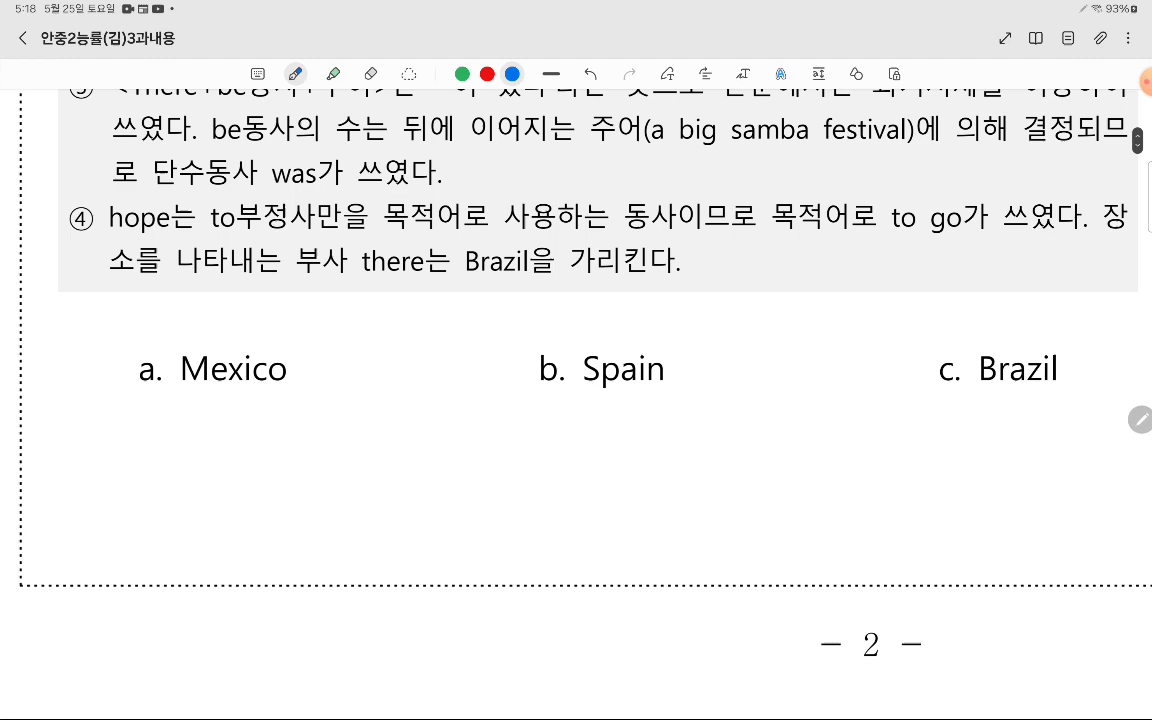 5:18 5월 25일 토요일
93%
안중2능률(김)3과내용
쓰였다. be동사의 수는 뒤에 이어지는 주어(a big samba festival)에 의해 결정되므
로 단수동사 was가 쓰였다.
④ hope는 to부정사만을 목적어로 사용하는 동사이므로 목적어로 to go가 쓰였다. 장
소를 나타내는 부사 there는 Brazil을 가리킨다.
a. Mexico b. Spain c. Brazil
- 2 -